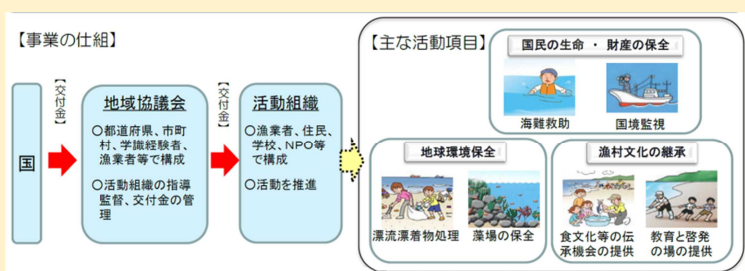 【事業の仕組】
国
【交付金】
地域協議会
○都道府県、市町
村、学識経験者、
漁業者等で構成
○活動組織の指導
監督、交付金の管
理
【交付金】
活動組織
○漁業者、住民、
学校、NPO等
で構成
○活動を推進
【主な活動項目】
国民の生命・財産の保全
海難救助
国境監視
地球環境保全
漂流漂着物処理
藻場の保全
漁村文化の継承
食文化等の伝
承機会の提供
教育と啓発
の場の提供